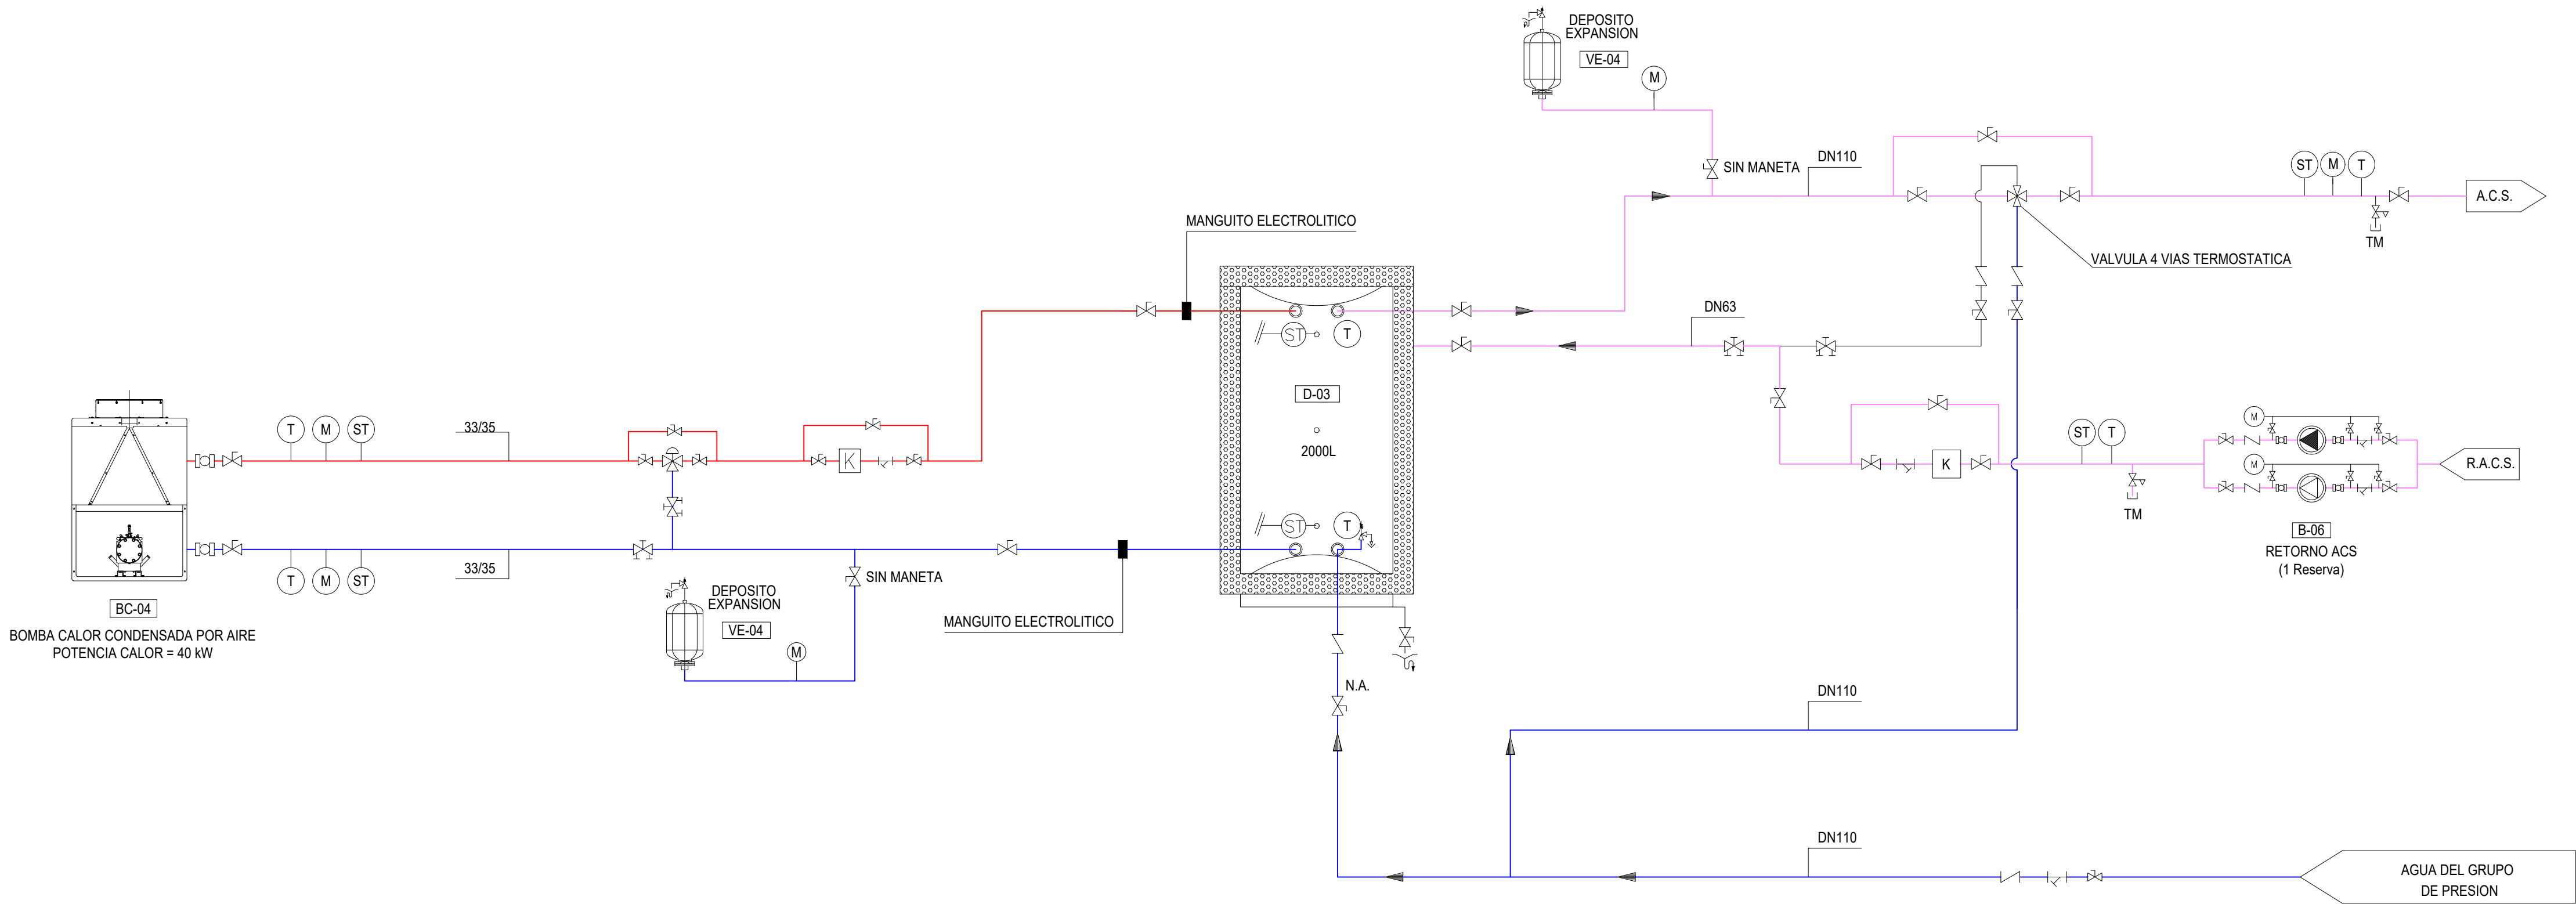 DEPOSITO
EXPANSION
VE-04
M
SIN MANETA
DN110
ST
M
T
A.C.S.
TM
VALVULA 4 VIAS TERMOSTATICA
MANGUITO ELECTROLITICO
DN63
ST
T
D-03
2000L
ST
T
T
M
ST
33/35
K
K
ST
T
TM
M
M
R.A.C.S.
B-06
RETORNO ACS
(1 Reserva)
T
M
ST
33/35
BC-04
BOMBA CALOR CONDENSADA POR AIRE
POTENCIA CALOR = 40 kW
SIN MANETA
DEPOSITO
EXPANSION
VE-04
M
MANGUITO ELECTROLITICO
N.A.
DN110
DN110
AGUA DEL GRUPO
DE PRESION